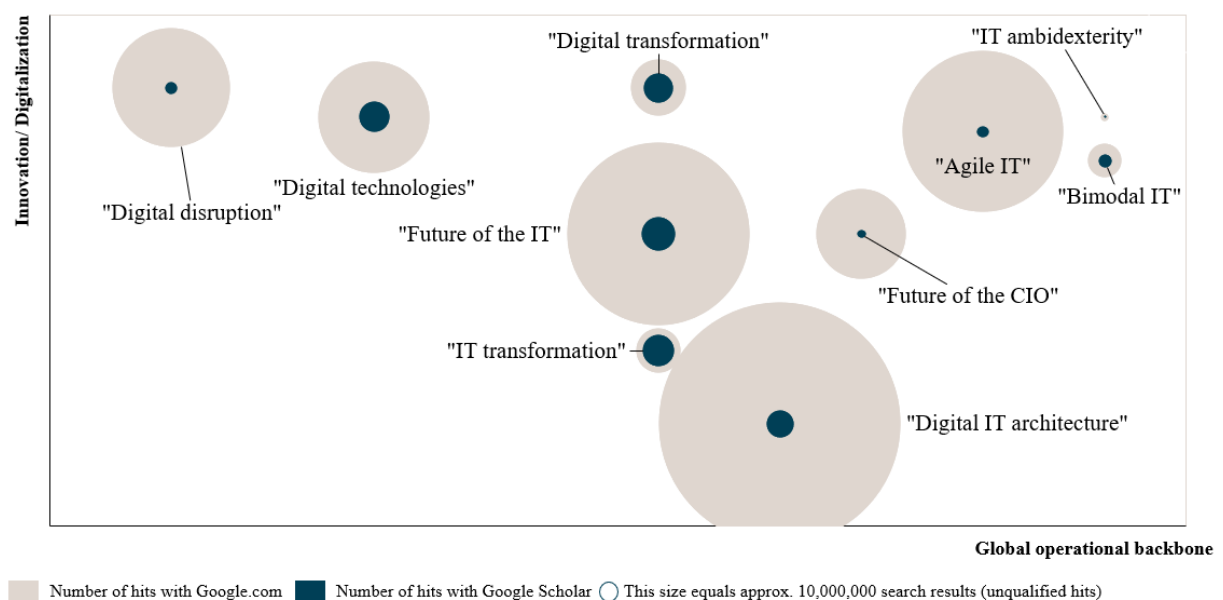 Innovation/ Digitalization
"Digital transformation"
"IT ambidexterity"
"Agile IT"
"Digital technologies"
"Bimodal IT"
"Digital disruption"
"Future of the IT"
"Future of the CIO"
"IT transformation"
"Digital IT architecture"
Global operational backbone
Number of hits with Google.com
Number of hits with Google Scholar
This size equals approx. 10,000,000 search results (unqualified hits)